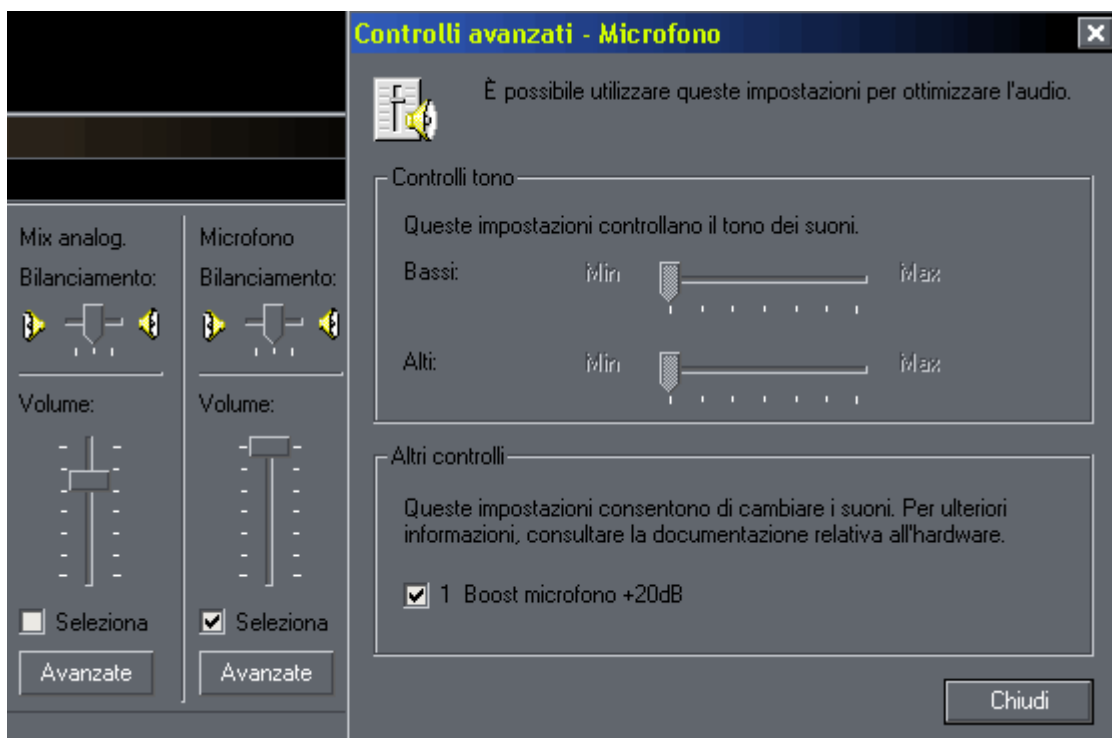 Controlli avanzati - Microfono
È possibile utilizzare queste impostazioni per ottimizzare l'audio.
Controlli tono
Queste impostazioni controllano il tono dei suoni.
Bassi: Min Max
Alti: Min Max
Altri controlli
Queste impostazioni consentono di cambiare i suoni. Per ulteriori
informazioni, consultare la documentazione relativa all'hardware.
1 Boost microfono +20dB
Chiudi
Mix analog.
Bilanciamento:
Volume:
Seleziona
Avanzate
Microfono
Bilanciamento:
Volume:
Seleziona
Avanzate